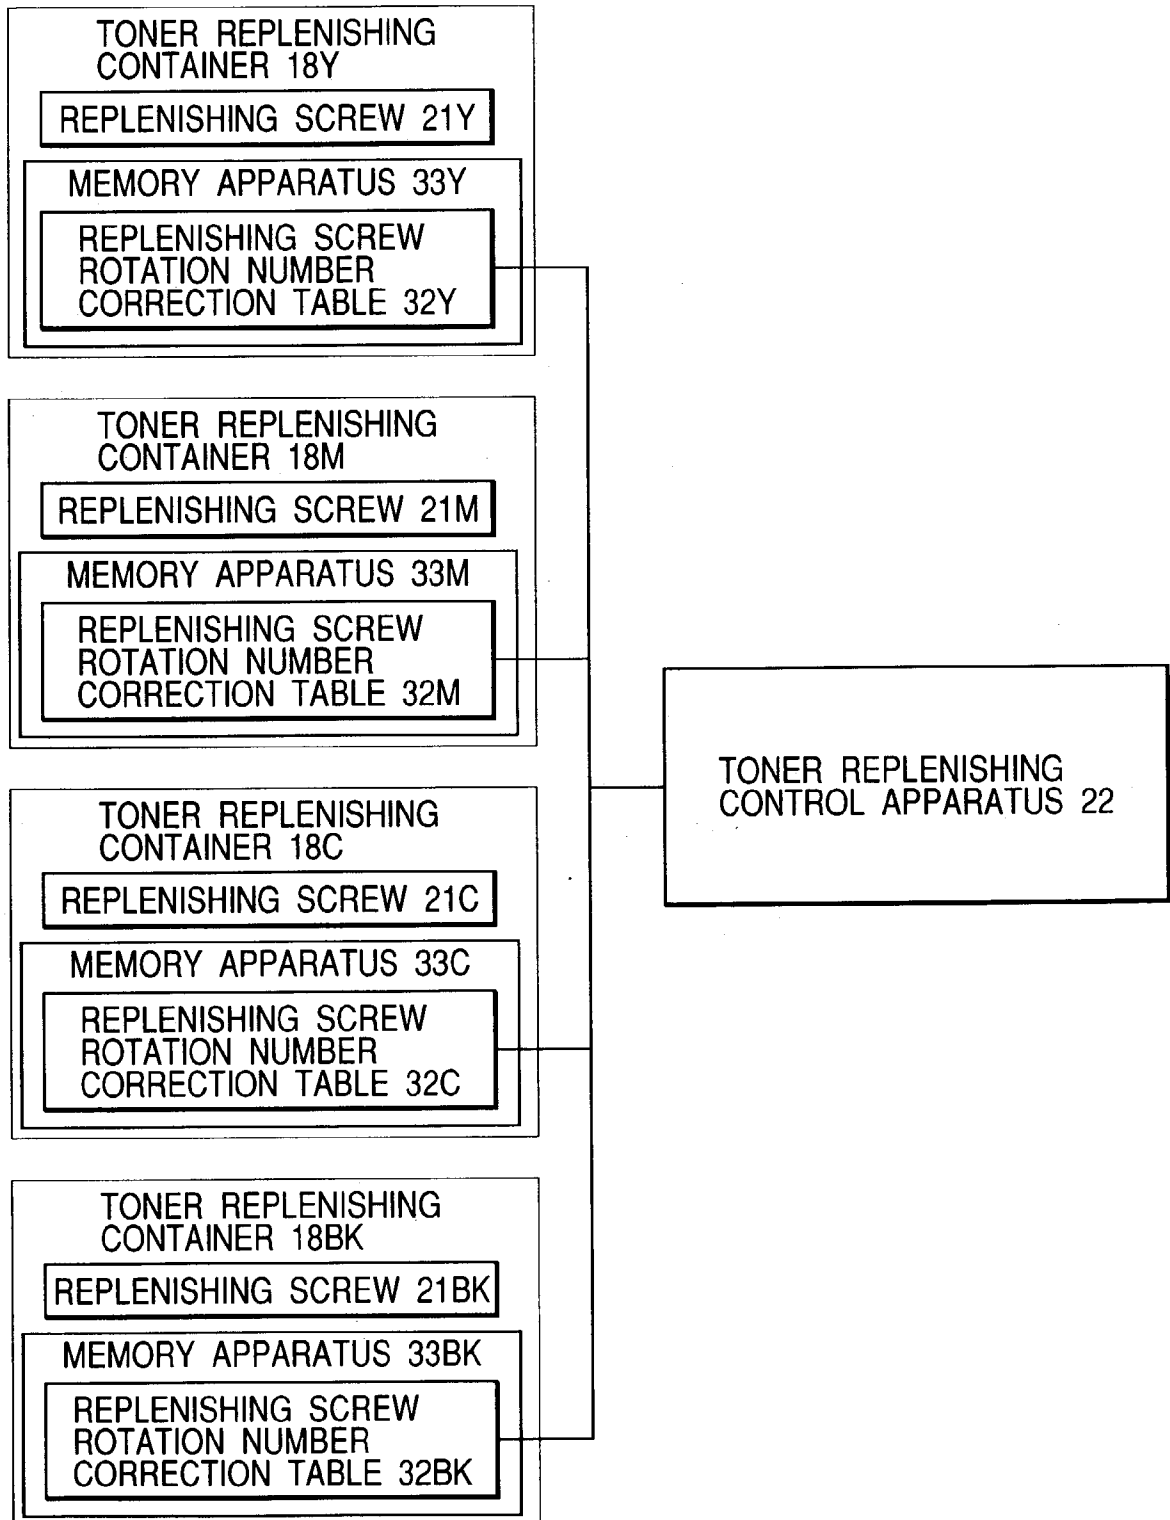 TONER REPLENISHING
CONTAINER 18Y
REPLENISHING SCREW 21Y
MEMORY APPARATUS 33Y
REPLENISHING SCREW
ROTATION NUMBER
CORRECTION TABLE 32Y
TONER REPLENISHING
CONTAINER 18M
REPLENISHING SCREW 21M
MEMORY APPARATUS 33M
REPLENISHING SCREW
ROTATION NUMBER
CORRECTION TABLE 32M
TONER REPLENISHING
CONTROL APPARATUS 22
TONER REPLENISHING
CONTAINER 18C
REPLENISHING SCREW 21C
MEMORY APPARATUS 33C
REPLENISHING SCREW
ROTATION NUMBER
CORRECTION TABLE 32C
TONER REPLENISHING
CONTAINER 18BK
REPLENISHING SCREW 21BK
MEMORY APPARATUS 33BK
REPLENISHING SCREW
ROTATION NUMBER
CORRECTION TABLE 32BK